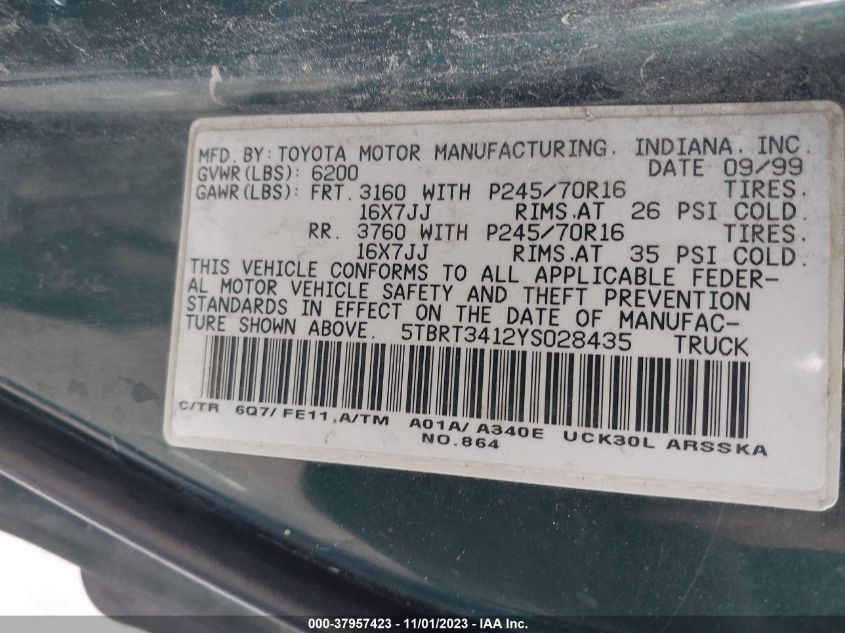 MFD. BY: TOYOTA MOTOR MANUFACTURING. INDIANA. INC.
GVWR(LBS): 6200 DATE 09/99
GAWR(LBS): FRT. 3160 WITH P245/70R16 TIRES.
16X7JJ RIMS.AT 26 PSI COLD.
RR. 3760 WITH P245/70R16 TIRES.
16X7JJ RIMS.AT 35 PSI COLD.
THIS VEHICLE CONFORMS TO ALL APPLICABLE FEDER-
AL MOTOR VEHICLE SAFETY AND THEFT PREVENTION
STANDARDS IN EFFECT ON THE DATE OF MANUFAC-
TURE SHOWN ABOVE. 5TBRT3412YS028435 TRUCK
C/TR 6Q7/ FE11,A/TM A01A/ A340E UCK30L ARSSKA
NO.864
000-37957423 - 11/01/2023 - IAA Inc.